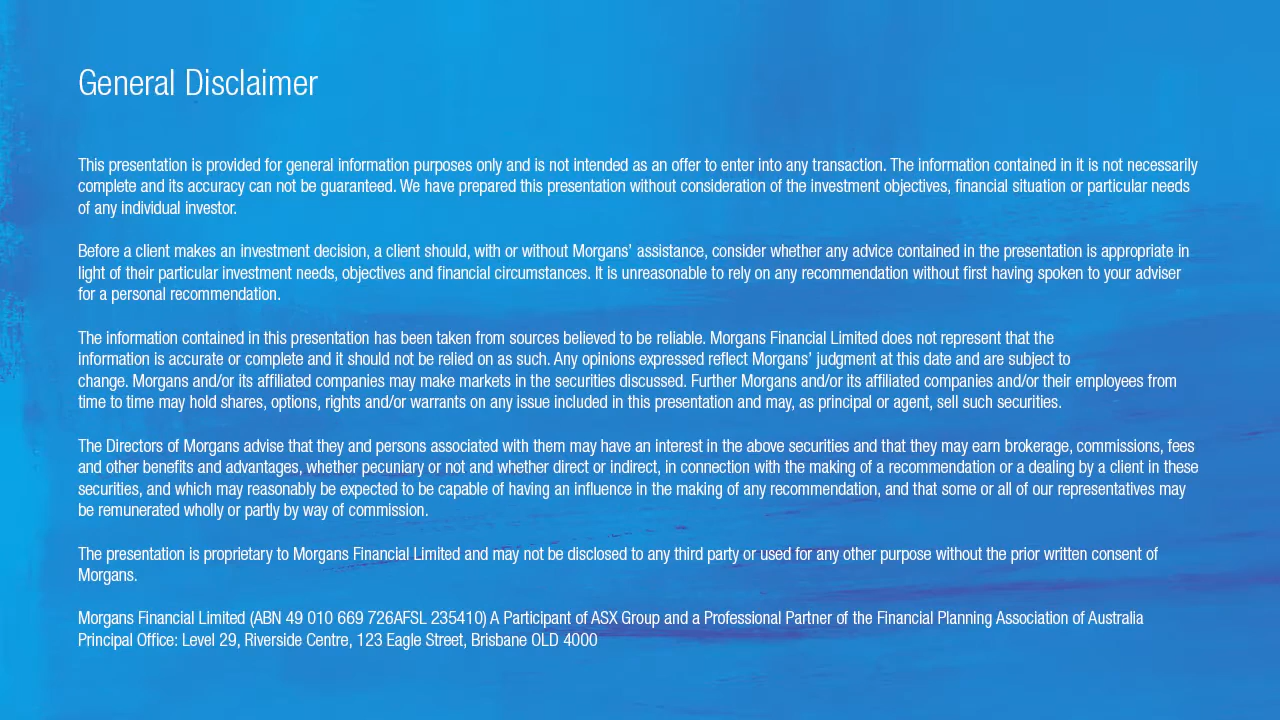 General Disclaimer
This presentation is provided for general information purposes only and is not intended as an offer to enter into any transaction. The information contained in it is not necessarily
complete and its accuracy can not be guaranteed. We have prepared this presentation without consideration of the investment objectives, financial situation or particular needs
of any individual investor.
Before a client makes an investment decision, a client should, with or without Morgans’ assistance, consider whether any advice contained in the presentation is appropriate in
light of their particular investment needs, objectives and financial circumstances. It is unreasonable to rely on any recommendation without first having spoken to your adviser
for a personal recommendation.
The information contained in this presentation has been taken from sources believed to be reliable. Morgans Financial Limited does not represent that the
information is accurate or complete and it should not be relied on as such. Any opinions expressed reflect Morgans’ judgment at this date and are subject to
change. Morgans and/or its affiliated companies may make markets in the securities discussed. Further Morgans and/or its affiliated companies and/or their employees from
time to time may hold shares, options, rights and/or warrants on any issue included in this presentation and may, as principal or agent, sell such securities.
The Directors of Morgans advise that they and persons associated with them may have an interest in the above securities and that they may earn brokerage, commissions, fees
and other benefits and advantages, whether pecuniary or not and whether direct or indirect, in connection with the making of a recommendation or a dealing by a client in these
securities, and which may reasonably be expected to be capable of having an influence in the making of any recommendation, and that some or all of our representatives may
be remunerated wholly or partly by way of commission.
The presentation is proprietary to Morgans Financial Limited and may not be disclosed to any third party or used for any other purpose without the prior written consent of
Morgans.
Morgans Financial Limited (ABN 49 010 669 726AFSL 235410) A Participant of ASX Group and a Professional Partner of the Financial Planning Association of Australia
Principal Office: Level 29, Riverside Centre, 123 Eagle Street, Brisbane OLD 4000